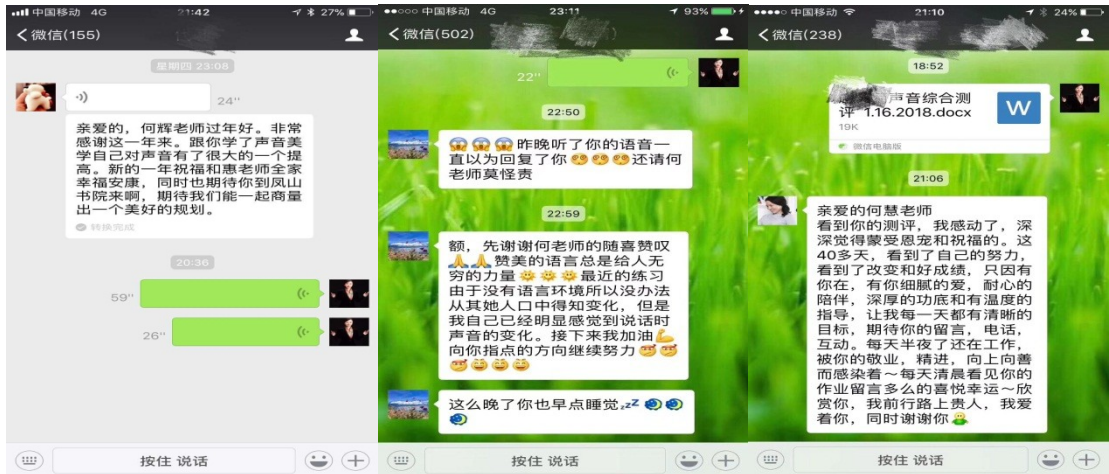 中国移动 4G 21:42 27%
微信(155)
星期四 23:08
24"
亲爱的，何辉老师过年好。非常
感谢这一年来。跟你学了声音美
学自己对声音有了很大的一个提
高。新的一年祝福和惠老师全家
幸福安康，同时也期待你到凤山
书院来啊，期待我们能一起商量
出一个美好的规划。
转换完成
20:36
59"
26"
按住 说话
中国移动 4G 23:11 93%
微信(502)
22"
22:50
😱😱😱昨晚听了你的语音一
直以为回复了你😳😳😳还请何
老师莫怪责
22:59
额，先谢谢何老师的随喜赞叹
🙏🙏赞美的语言总是给人无
穷的力量🌟🌟🌟最近的练习
由于没有语言环境所以没办法
从其她人口中得知变化，但是
我自己已经明显感觉到说话时
声音的变化。接下来我加油💪
向你指点的方向继续努力
这么晚了你也早点睡觉💤
按住 说话
中国移动 21:10 24%
微信(238)
18:52
声音综合测
评 1.16.2018.docx
W
19K
微信电脑版
21:06
亲爱的何慧老师
看到你的测评，我感动了，深
深觉得蒙受恩宠和祝福的。这
40多天，看到了自己的努力，
看到了改变和好成绩，只因有
你在，有你细腻的爱，耐心的
陪伴，深厚的功底和有温度的
指导，让我每一天都有清晰的
目标，期待你的留言，电话，
互动。每天半夜了还在工作，
被你的敬业，精进，向上向善
而感染着～每天清晨看见你的
作业留言多么的喜悦幸运～欣
赏你，我前行路上贵人，我爱
着你，同时谢谢你
按住 说话